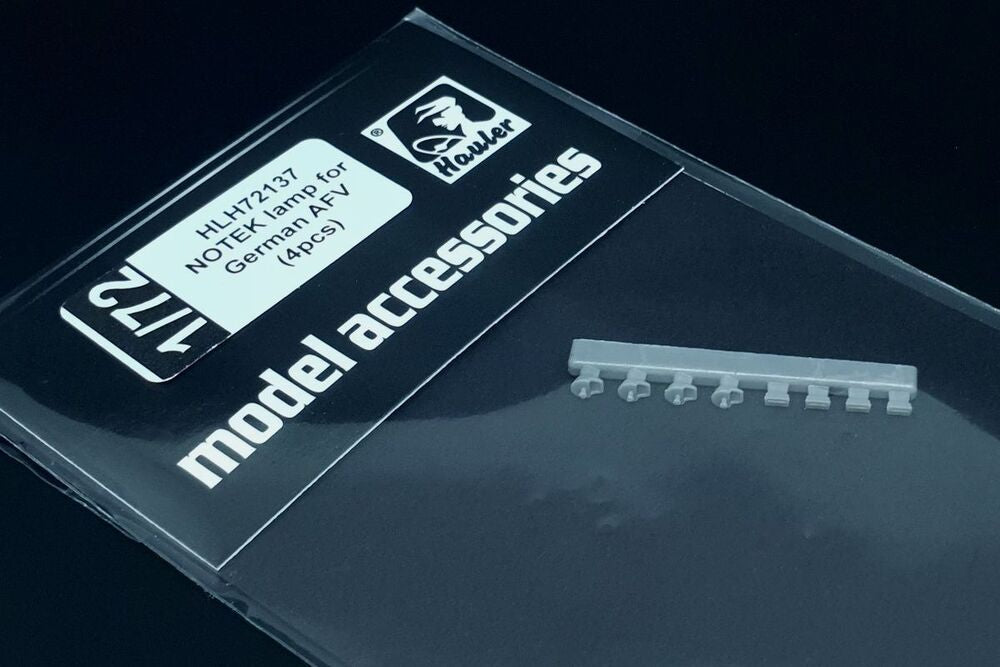 ®
Hauler
HLH72137
NOTEK lamp for
German AFV
(4pcs)
1/72
model accessories